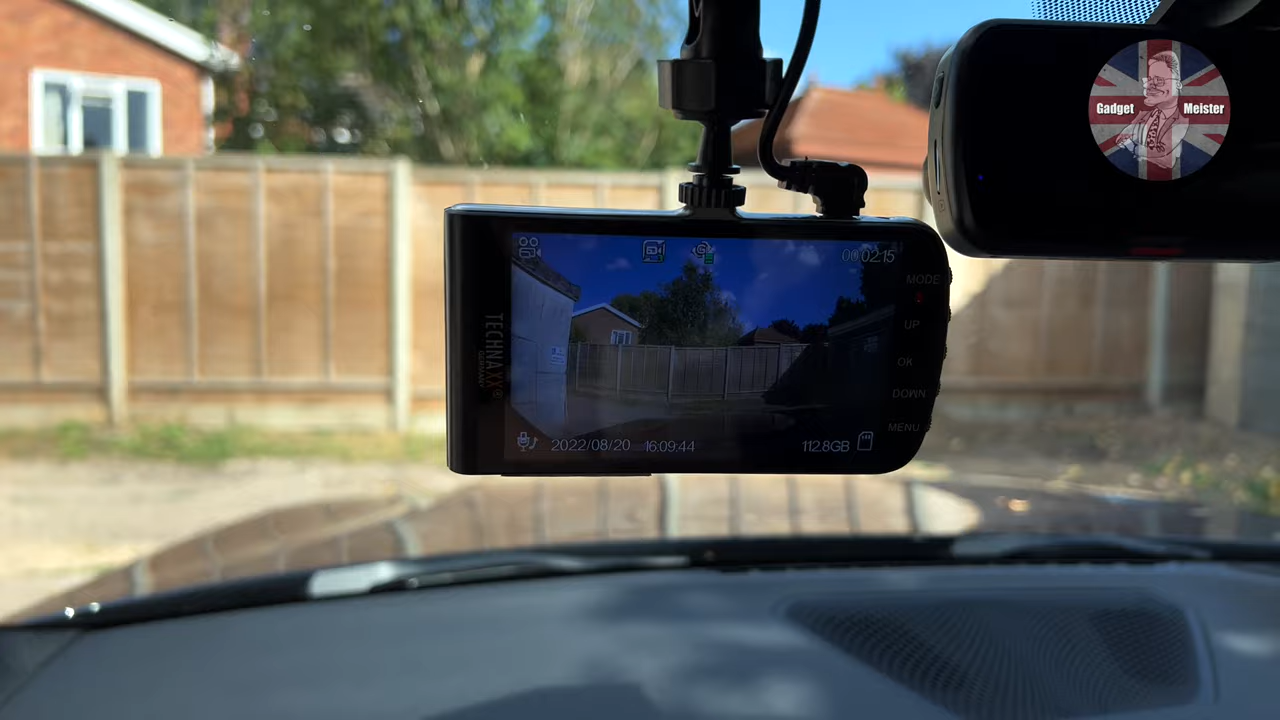 Gadget Meister
00:02:15
MODE
UP
OK
DOWN
MENU
TECHNAXX®
GERMANY
2022/08/20 16:09:44 112.8GB